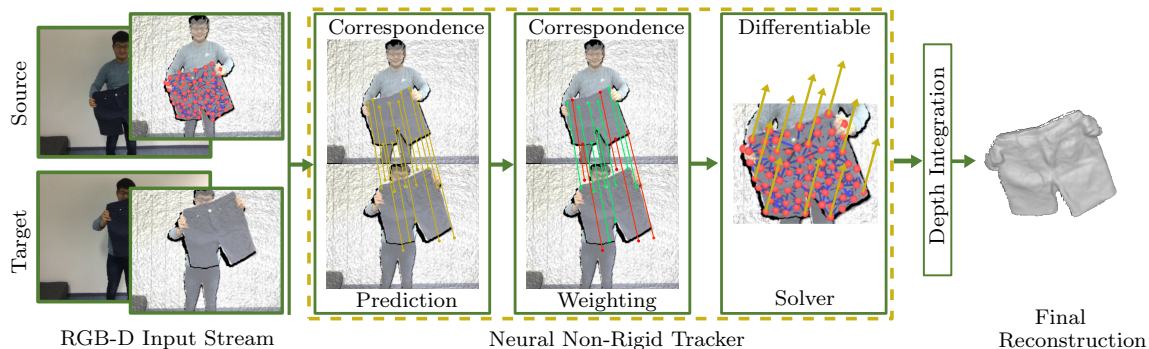 Source
Target
RGB-D Input Stream
Correspondence
Prediction
Correspondence
Weighting
Differentiable
Solver
Neural Non-Rigid Tracker
Depth Integration
Final
Reconstruction